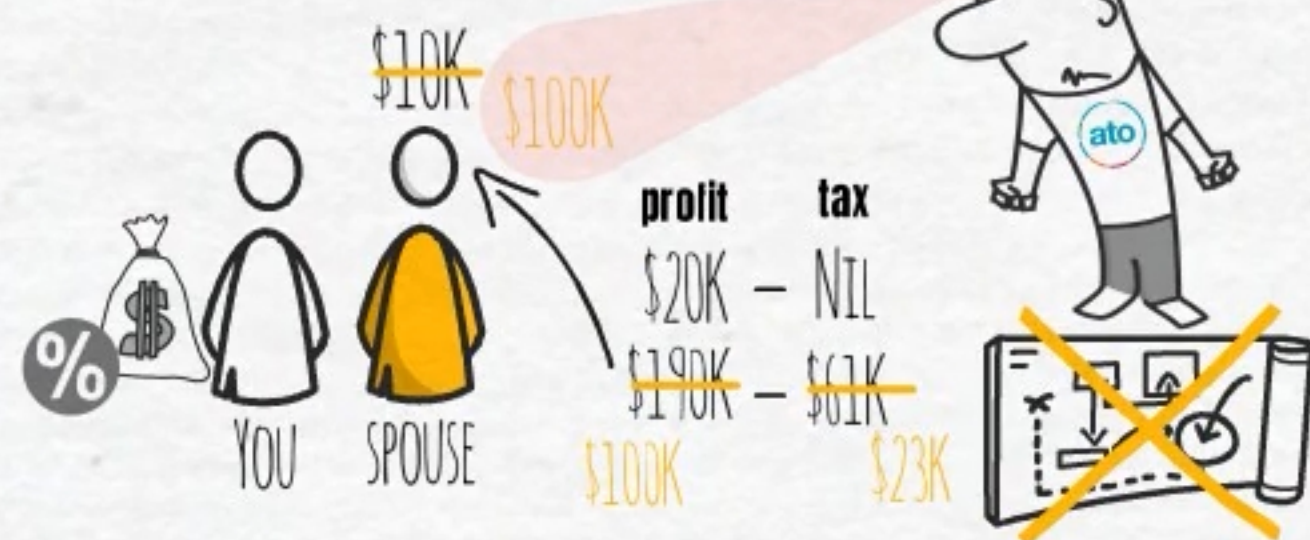 $10K
$100K
ato
profit tax
$20K – NIL
$190K – $61K
$100K $23K
$
%
YOU SPOUSE